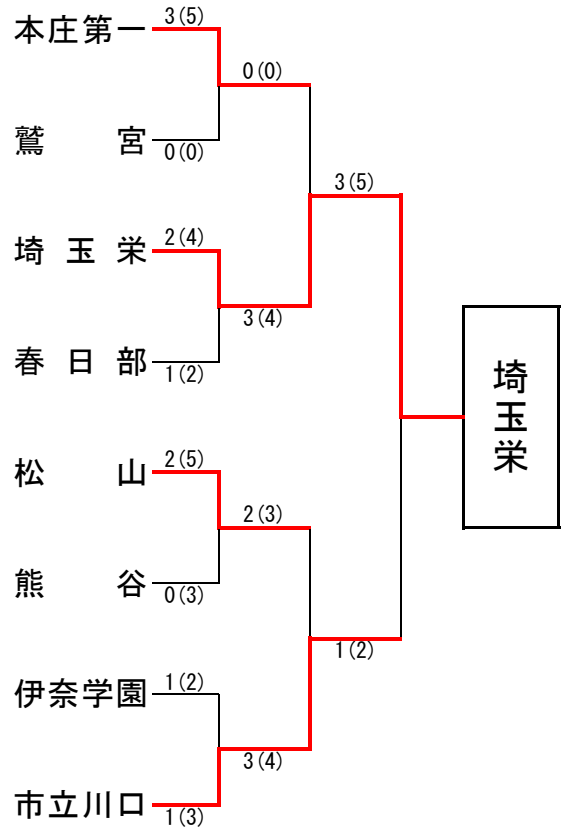 3(5)
本庄第一
0(0)
鷲宮
0(0)
3(5)
2(4)
埼玉栄
3(4)
春日部
1(2)
埼玉栄
2(5)
松山
2(3)
熊谷
0(3)
1(2)
1(2)
伊奈学園
3(4)
市立川口
1(3)